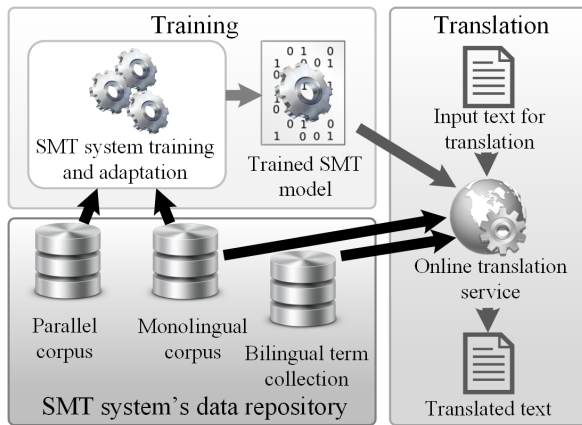 Training
SMT system training
and adaptation
Trained SMT
model
Parallel
corpus
Monolingual
corpus
Bilingual term
collection
SMT system’s data repository
Translation
Input text for
translation
Online translation
service
Translated text